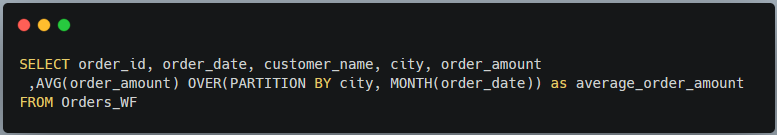 SELECT order_id, order_date, customer_name, city, order_amount
,AVG(order_amount) OVER(PARTITION BY city, MONTH(order_date)) as average_order_amount
FROM Orders_WF